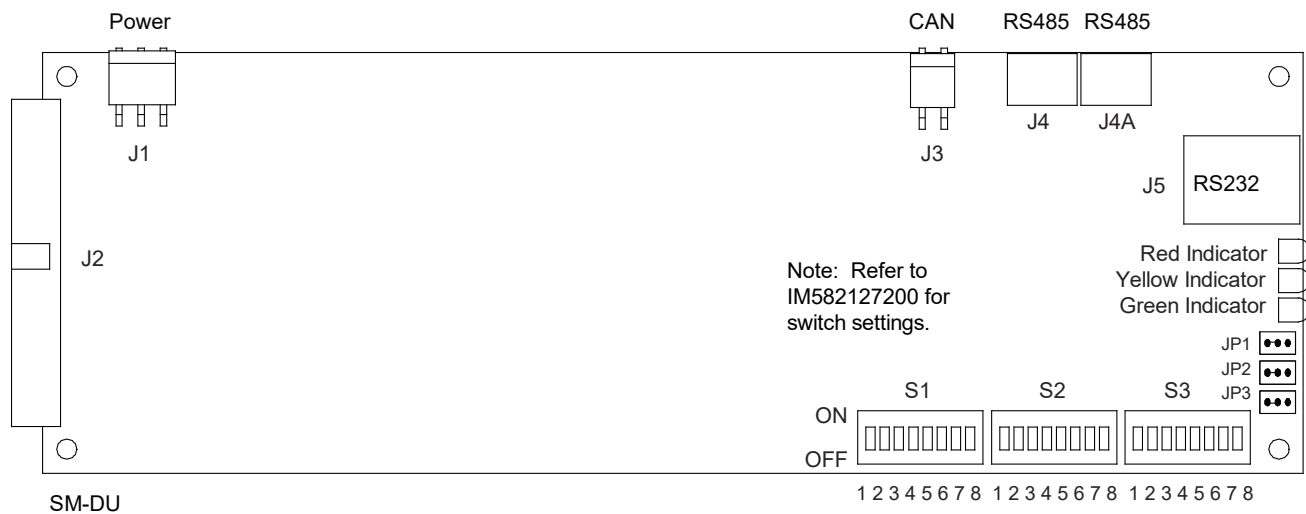 Power
CAN
RS485
RS485
J1
J3
J4
J4A
J5
RS232
J2
Red Indicator
Yellow Indicator
Green Indicator
Note: Refer to
IM582127200 for
switch settings.
JP1
JP2
JP3
S1
S2
S3
ON
OFF
1 2 3 4 5 6 7 8
1 2 3 4 5 6 7 8
1 2 3 4 5 6 7 8
SM-DU